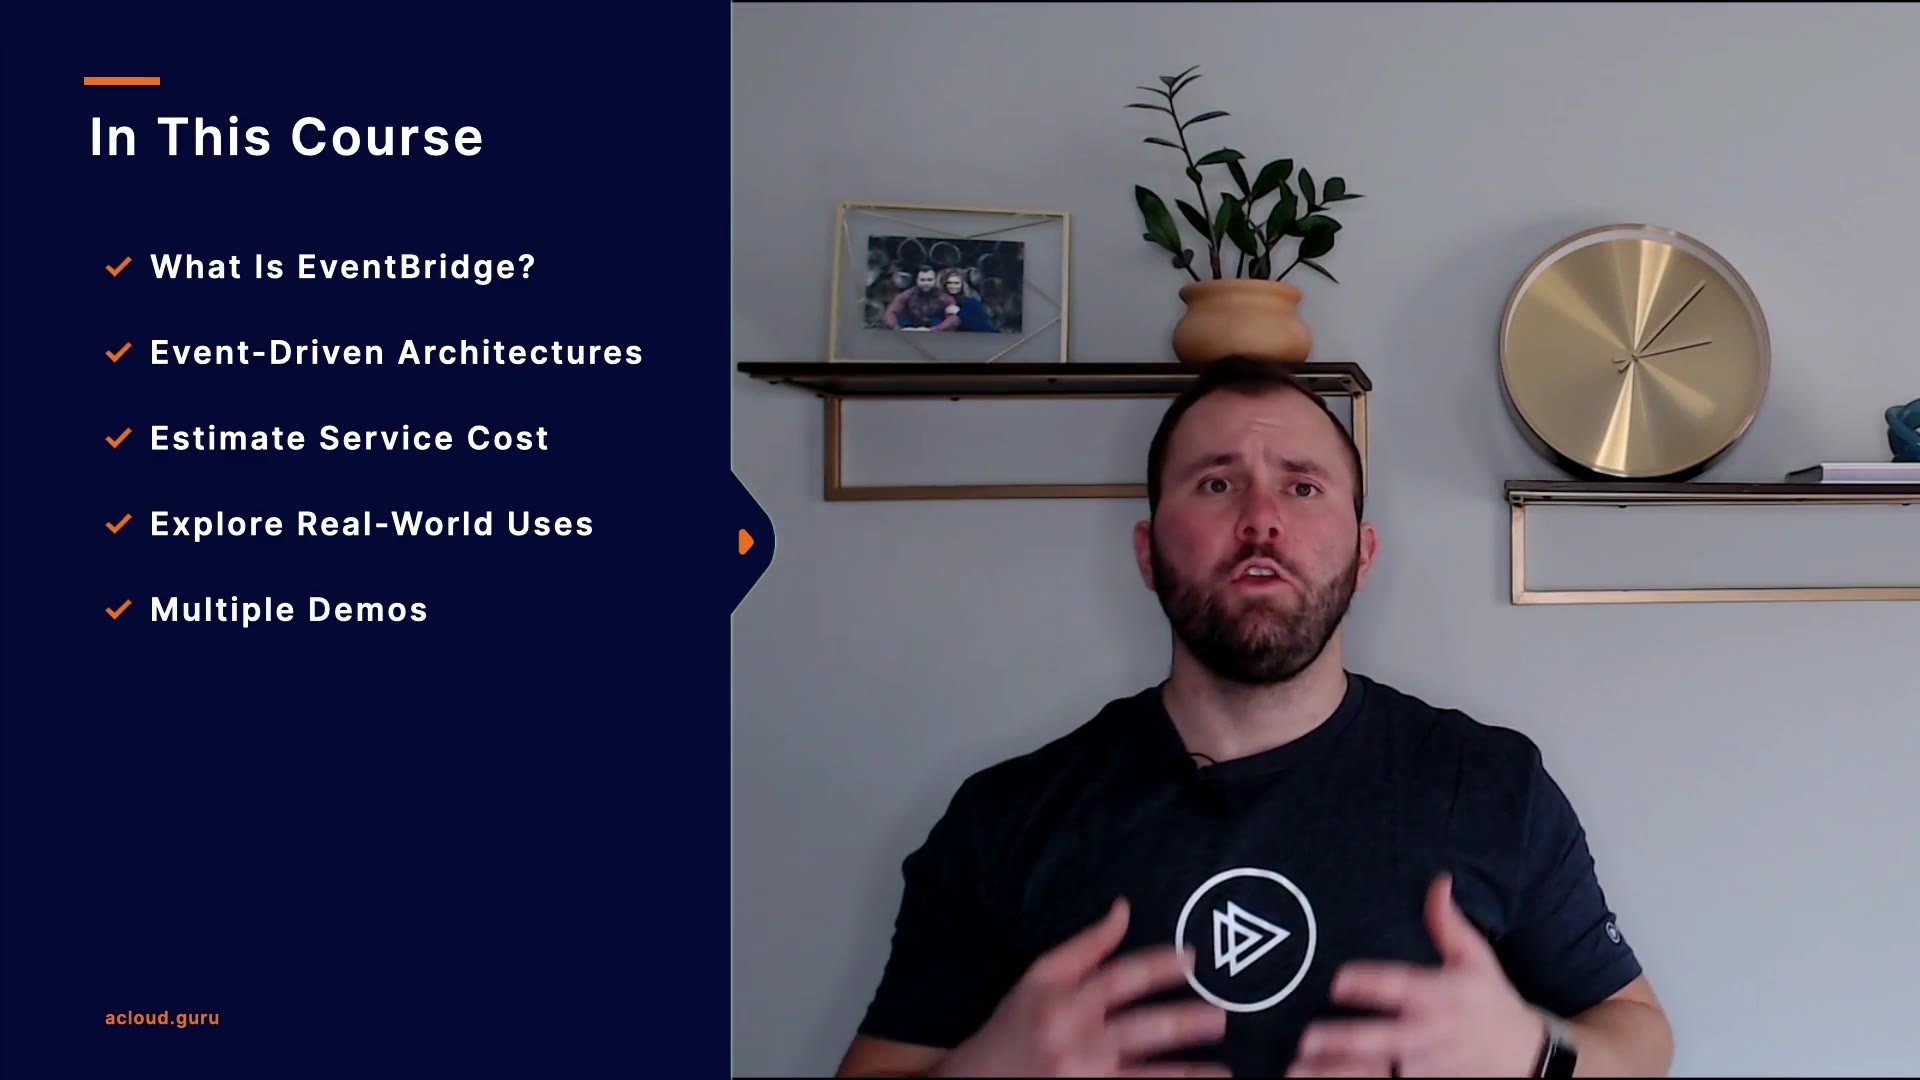 In This Course
What Is EventBridge?
Event-Driven Architectures
Estimate Service Cost
Explore Real-World Uses
Multiple Demos
acloud.guru